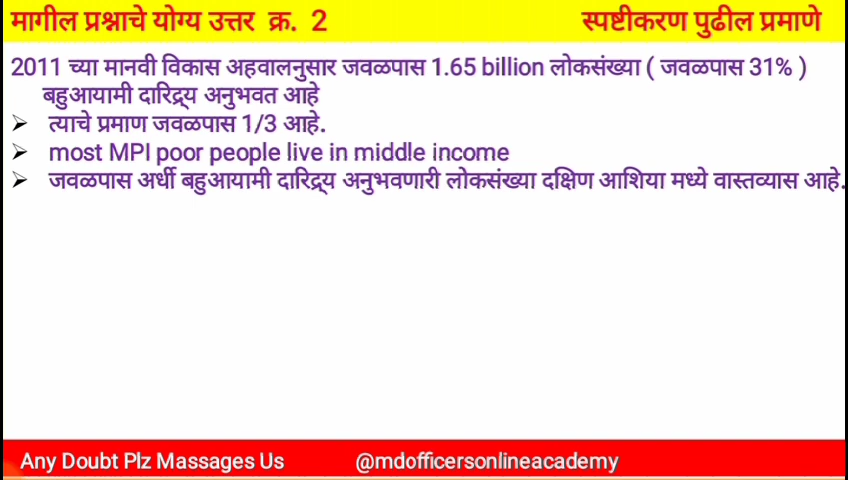 मागील प्रश्नाचे योग्य उत्तर क्र. 2 स्पष्टीकरण पुढील प्रमाणे
2011 च्या मानवी विकास अहवालनुसार जवळपास 1.65 billion लोकसंख्या ( जवळपास 31% )
बहुआयामी दारिद्र्य अनुभवत आहे
➢ त्याचे प्रमाण जवळपास 1/3 आहे.
➢ most MPI poor people live in middle income
➢ जवळपास अर्धी बहुआयामी दारिद्र्य अनुभवणारी लोकसंख्या दक्षिण आशिया मध्ये वास्तव्यास आहे.
Any Doubt Plz Massages Us @mdofficersonlineacademy